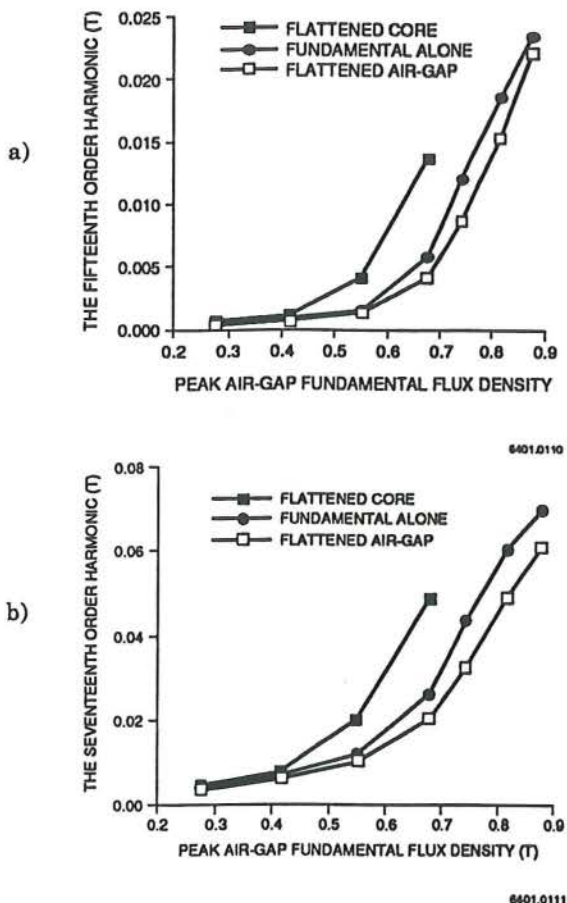 a)
THE FIFTEENTH ORDER HARMONIC (T)
0.025
0.020
0.015
0.010
0.005
0.000
FLATTENED CORE
FUNDAMENTAL ALONE
FLATTENED AIR-GAP
0.2 0.3 0.4 0.5 0.6 0.7 0.8 0.9
PEAK AIR-GAP FUNDAMENTAL FLUX DENSITY
6401.0110
b)
THE SEVENTEENTH ORDER HARMONIC (T)
0.08
0.06
0.04
0.02
0.00
FLATTENED CORE
FUNDAMENTAL ALONE
FLATTENED AIR-GAP
0.2 0.3 0.4 0.5 0.6 0.7 0.8 0.9
PEAK AIR-GAP FUNDAMENTAL FLUX DENSITY (T)
6401.0111